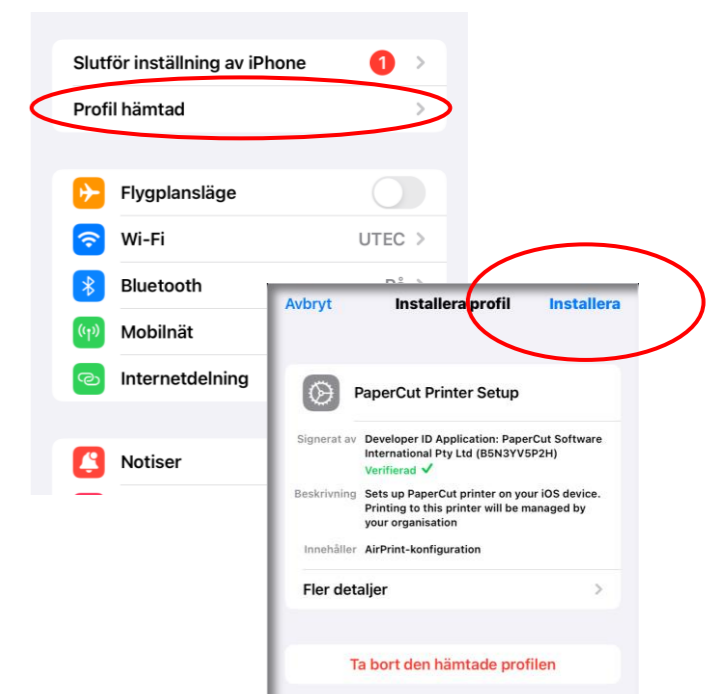 Slutför inställning av iPhone 1
Profil hämtad
Flygplansläge
Wi-Fi UTEC
Bluetooth
Mobilnät
Internetdelning
Notiser
Avbryt Installera profil Installera
PaperCut Printer Setup
Signerat av Developer ID Application: PaperCut Software
International Pty Ltd (B5N3YV5P2H)
Verifierad
Beskrivning Sets up PaperCut printer on your iOS device.
Printing to this printer will be managed by
your organisation
Innehåller AirPrint-konfiguration
Fler detaljer
Ta bort den hämtade profilen